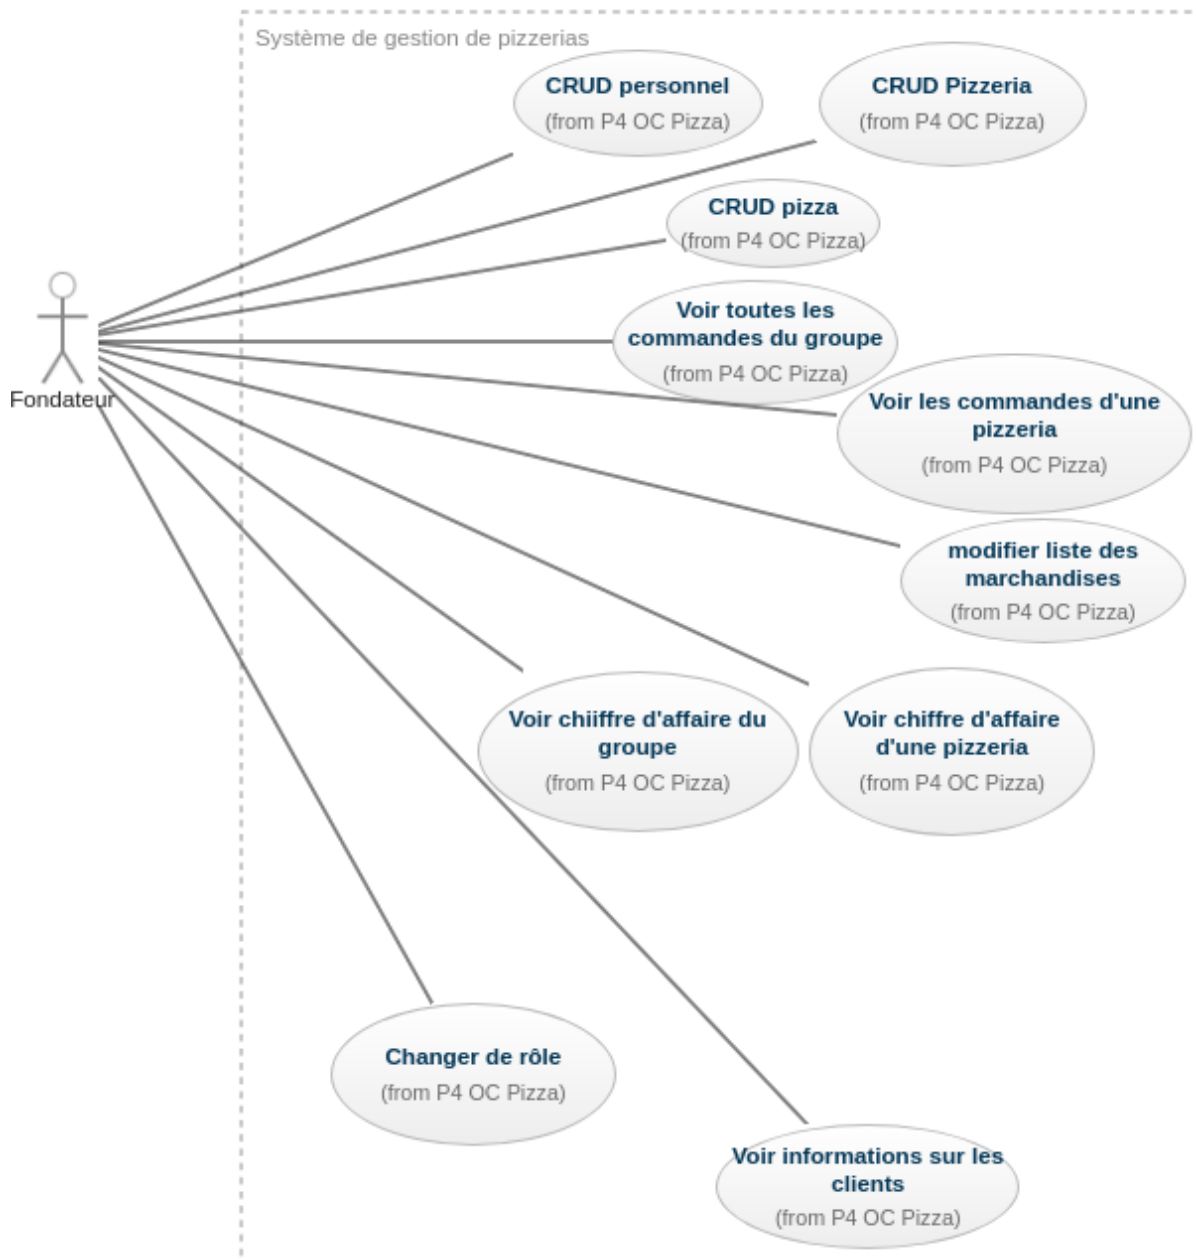 Système de gestion de pizzerias
CRUD personnel
(from P4 OC Pizza)
CRUD Pizzeria
(from P4 OC Pizza)
CRUD pizza
(from P4 OC Pizza)
Voir toutes les
commandes du groupe
(from P4 OC Pizza)
Fondateur
Voir les commandes d'une
pizzeria
(from P4 OC Pizza)
modifier liste des
marchandises
(from P4 OC Pizza)
Voir chiiffre d'affaire du
groupe
(from P4 OC Pizza)
Voir chiffre d'affaire
d'une pizzeria
(from P4 OC Pizza)
Changer de rôle
(from P4 OC Pizza)
Voir informations sur les
clients
(from P4 OC Pizza)